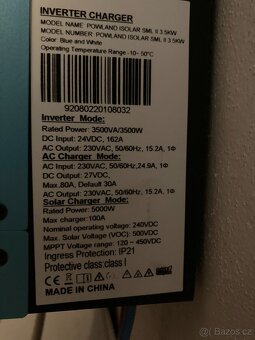 INVERTER CHARGER
MODEL NAME: POWLAND ISOLAR SML II 3.5KW
MODEL NUMBER: POWLAND ISOLAR SML II 3.5KW
Color: Blue and White
Operating Temperature Range -10~ 50°C
92080220108032
Inverter Mode:
Rated Power: 3500VA/3500W
DC Input: 24VDC, 162A
AC Output: 230VAC, 50/60Hz, 15.2A, 1Φ
AC Charger Mode:
AC Input: 230VAC, 50/60Hz,24.9A, 1Φ
DC Output: 27VDC,
Max.80A, Default 30A
AC Output: 230VAC, 50/60Hz, 15.2A, 1Φ
Solar Charger Mode:
Rated Power: 5000W
Max charger: 100A
Nominal operating voltage: 240VDC
Max. Solar Voltage (VOC): 500VDC
MPPT Voltage range: 120 ~ 450VDC
Ingress Protection: IP21
Protective class:class I
CE
MADE IN CHINA
sbazos.cz